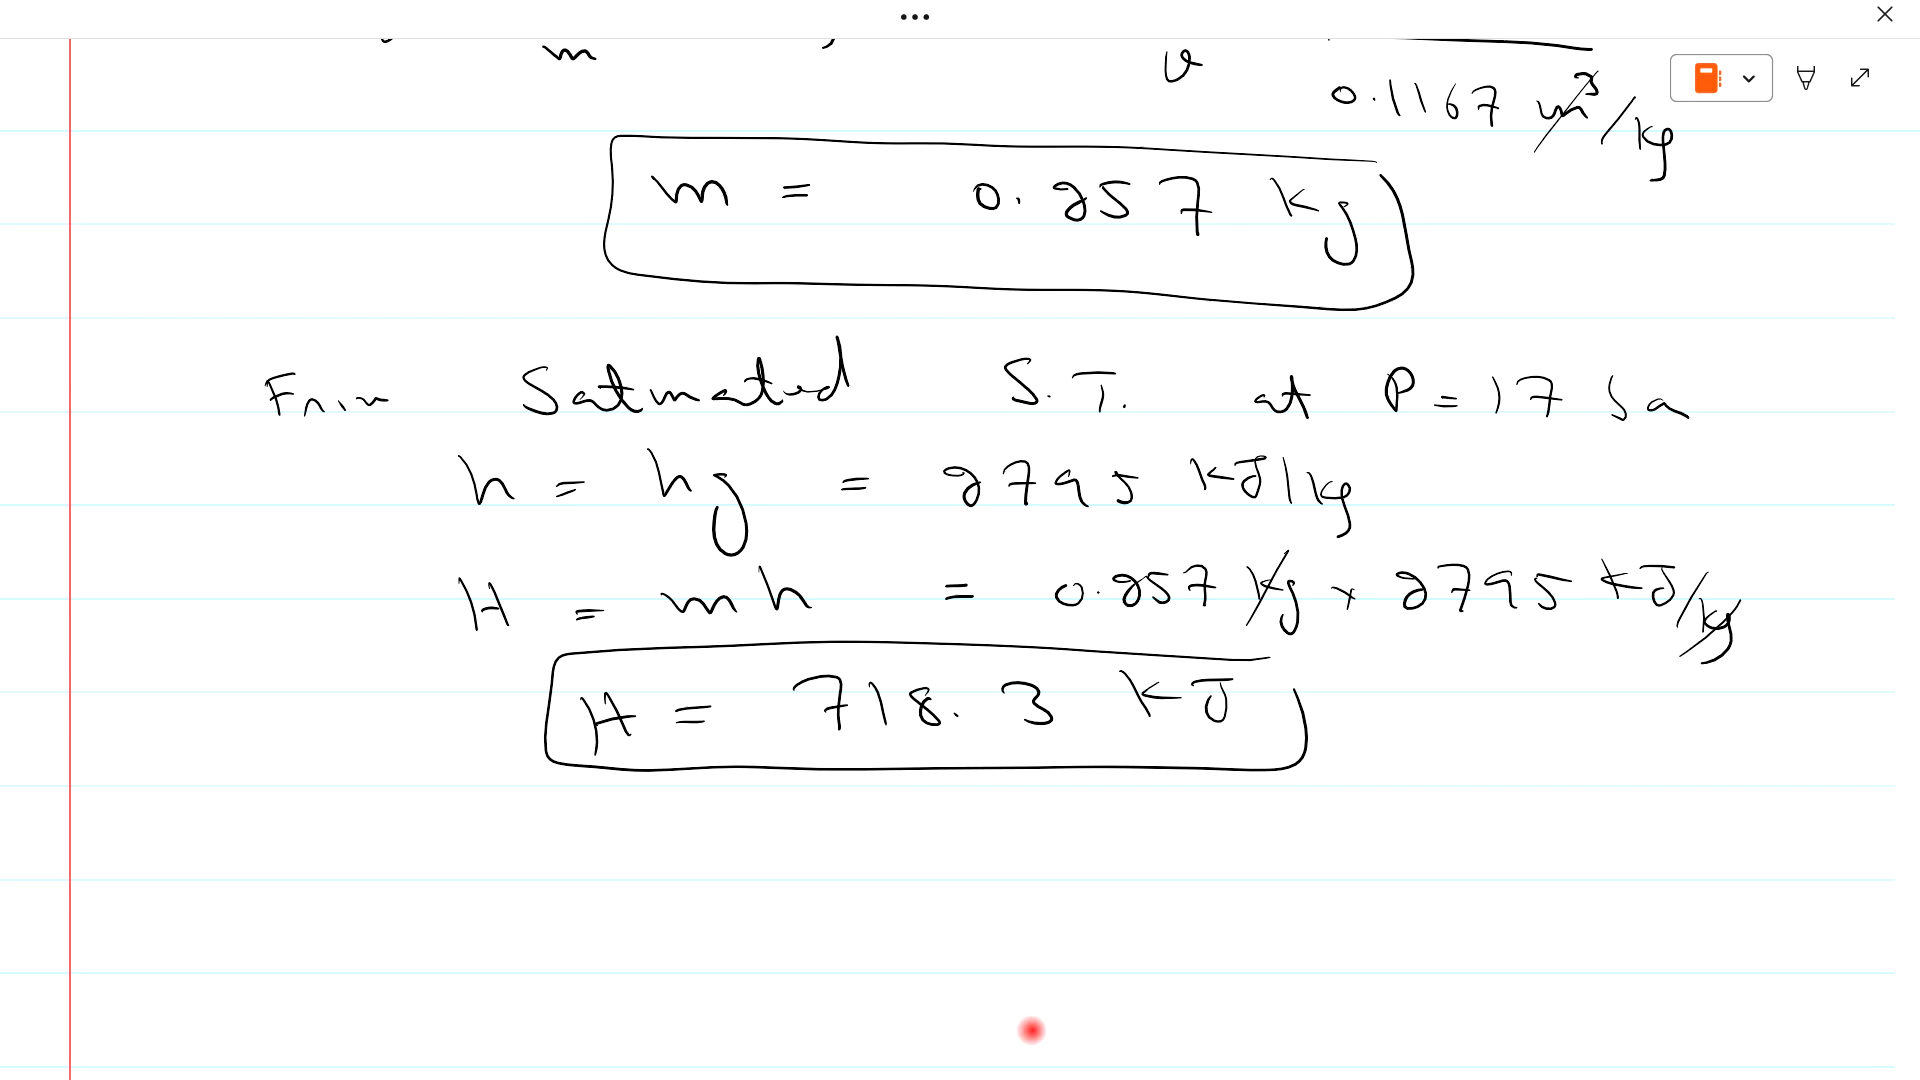 m , v
0.1167 m³/kg
m = 0.257 kg
From Saturated S.T. at P = 17 bar
h = hg = 2795 kJ/kg
H = mh = 0.257 kg × 2795 kJ/kg
H = 718.3 kJ